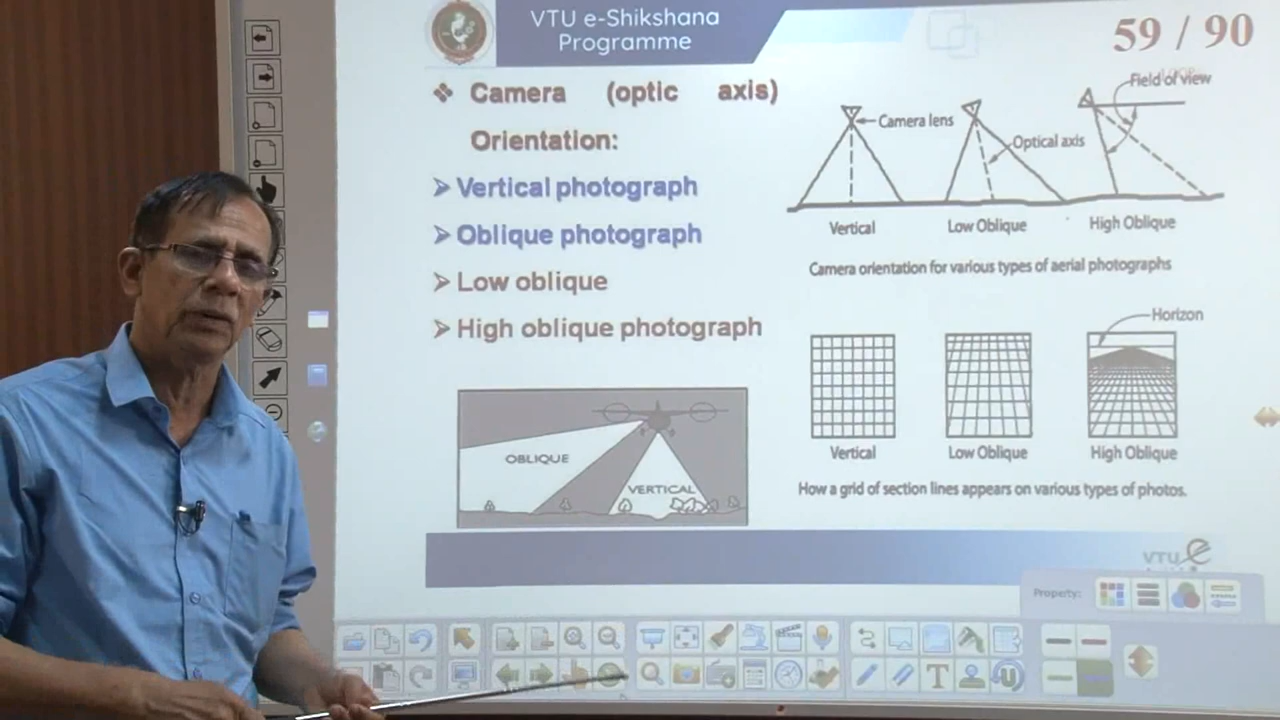 VTU e-Shikshana
Programme
59 / 90
❖ Camera (optic axis)
Orientation:
➢ Vertical photograph
➢ Oblique photograph
➢ Low oblique
➢ High oblique photograph
Field of view
Camera lens
Optical axis
Vertical
Low Oblique
High Oblique
Camera orientation for various types of aerial photographs
Horizon
Vertical
Low Oblique
High Oblique
How a grid of section lines appears on various types of photos.
OBLIQUE
VERTICAL
VTU
Property:
T